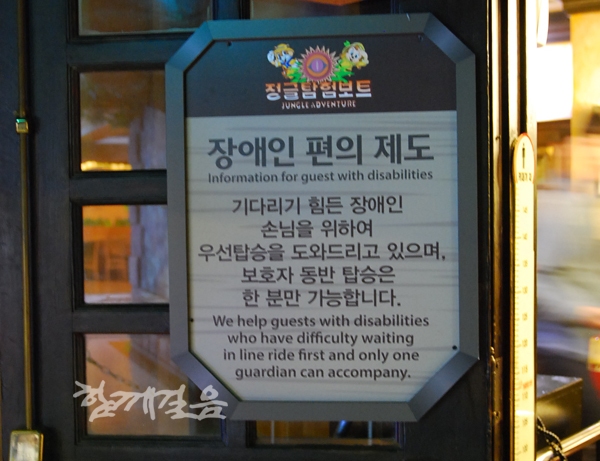 정글탐험보트
JUNGLE ADVENTURE
장애인 편의 제도
Information for guest with disabilities
기다리기 힘든 장애인
손님을 위하여
우선탑승을 도와드리고 있으며,
보호자 동반 탑승은
한 분만 가능합니다.
We help guests with disabilities
who have difficulty waiting
in line ride first and only one
guardian can accompany.
함께걸음